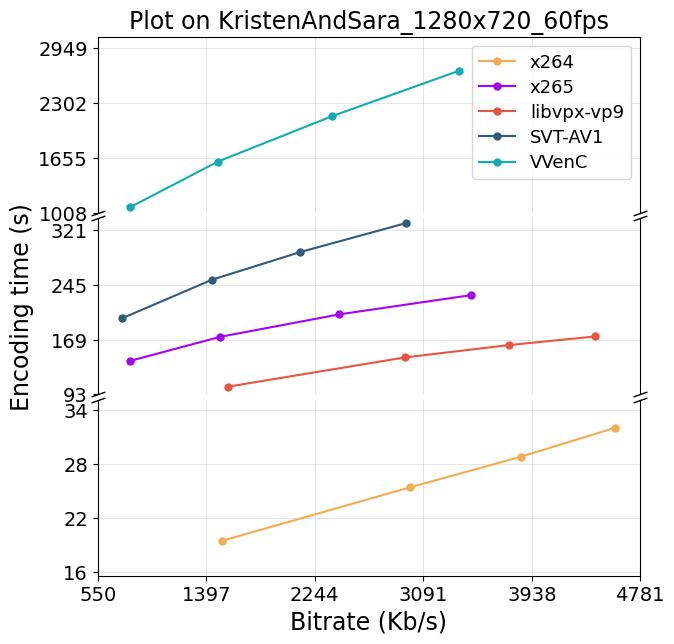 Plot on KristenAndSara_1280x720_60fps
2949
2302
1655
1008
x264
x265
libvpx-vp9
SVT-AV1
VVenC
321
245
169
93
34
28
22
16
Encoding time (s)
550 1397 2244 3091 3938 4781
Bitrate (Kb/s)